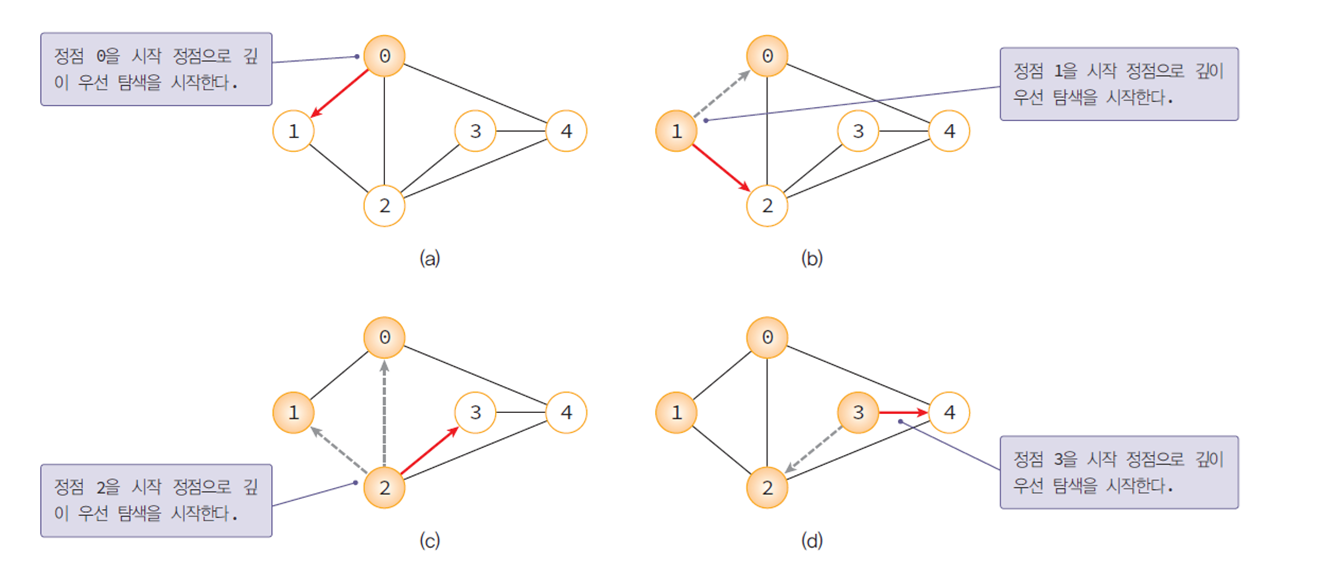 정점 0을 시작 정점으로 깊
이 우선 탐색을 시작한다.
0
1
3
4
2
(a)
0
1
3
4
2
정점 1을 시작 정점으로 깊이
우선 탐색을 시작한다.
(b)
0
1
3
4
2
정점 2을 시작 정점으로 깊
이 우선 탐색을 시작한다.
(c)
0
1
3
4
2
정점 3을 시작 정점으로 깊이
우선 탐색을 시작한다.
(d)